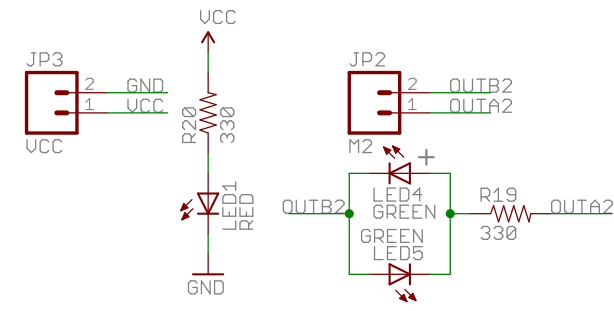 VCC
JP3
2 GND
1 VCC
VCC
R20
330
LED1
RED
GND
JP2
2 OUTB2
1 OUTA2
M2
+
LED4
GREEN
OUTB2
GREEN
LED5
R19
330
OUTA2